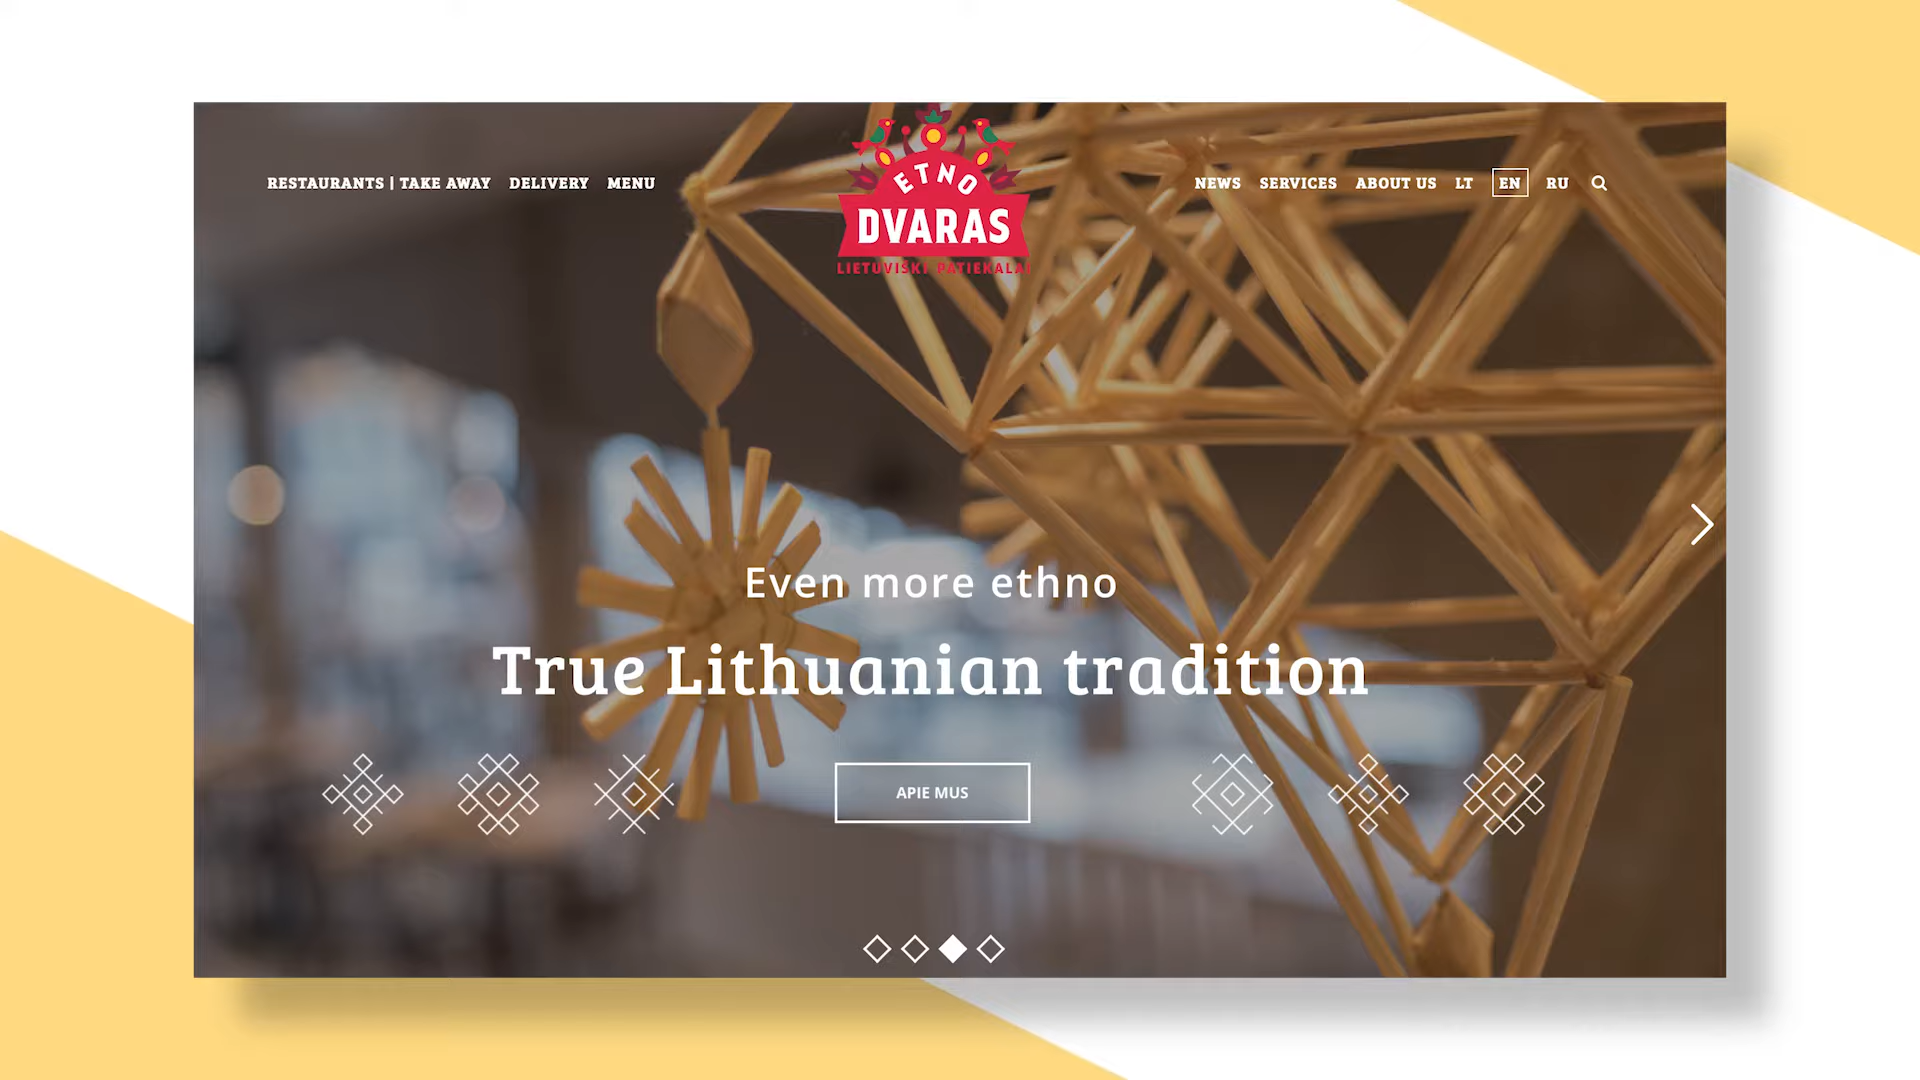 RESTAURANTS | TAKE AWAY DELIVERY MENU
ETNO
DVARAS
LIETUVIŠKI PATIEKALAI
NEWS SERVICES ABOUT US LT EN RU
Even more ethno
True Lithuanian tradition
APIE MUS